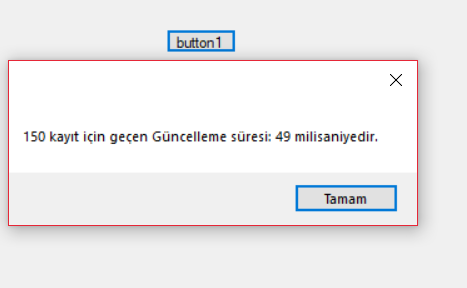 button1
150 kayıt için geçen Güncelleme süresi: 49 milisaniyedir.
Tamam